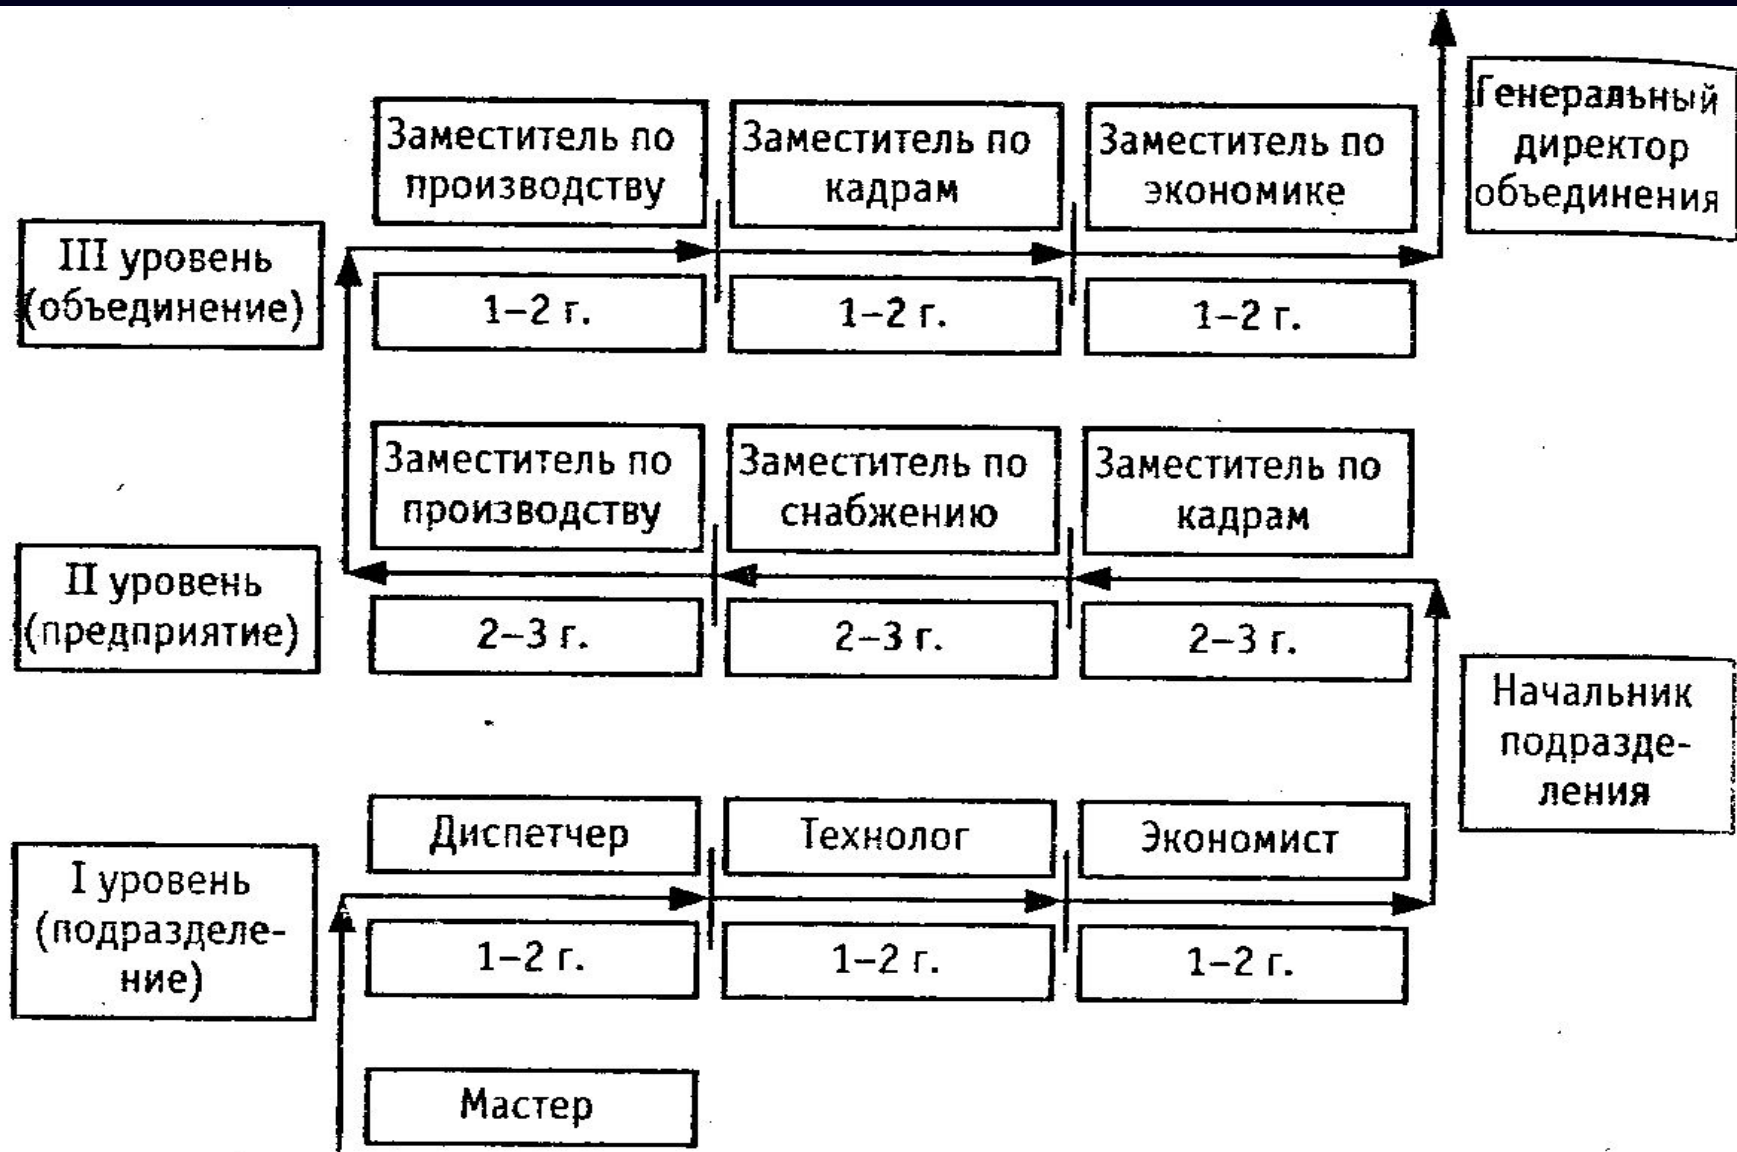 Генеральный
директор
объединения
Заместитель по
производству
Заместитель по
кадрам
Заместитель по
экономике
III уровень
(объединение)
1–2 г.
1–2 г.
1–2 г.
Заместитель по
производству
Заместитель по
снабжению
Заместитель по
кадрам
II уровень
(предприятие)
2–3 г.
2–3 г.
2–3 г.
Начальник
подразде-
ления
Диспетчер
Технолог
Экономист
I уровень
(подразделе-
ние)
1–2 г.
1–2 г.
1–2 г.
Мастер